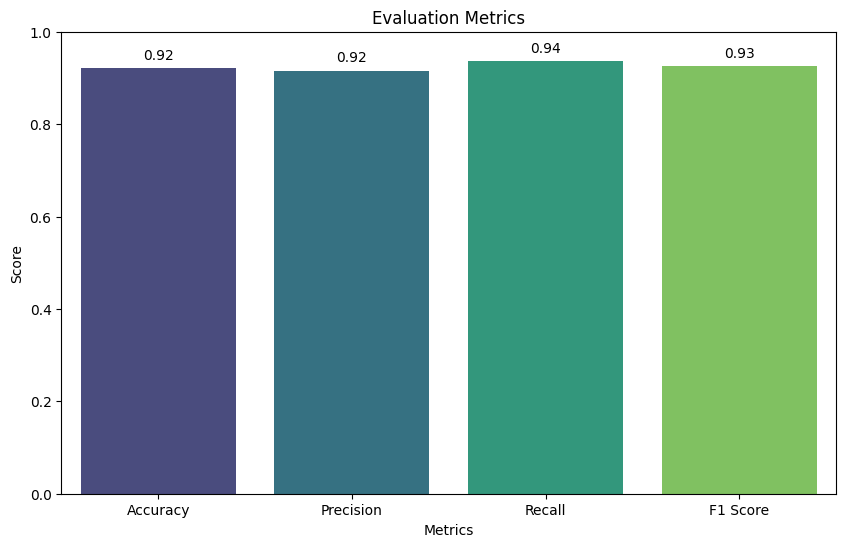 Evaluation Metrics
1.0
0.8
0.6
0.4
0.2
0.0
Score
0.92
0.92
0.94
0.93
Accuracy
Precision
Recall
F1 Score
Metrics